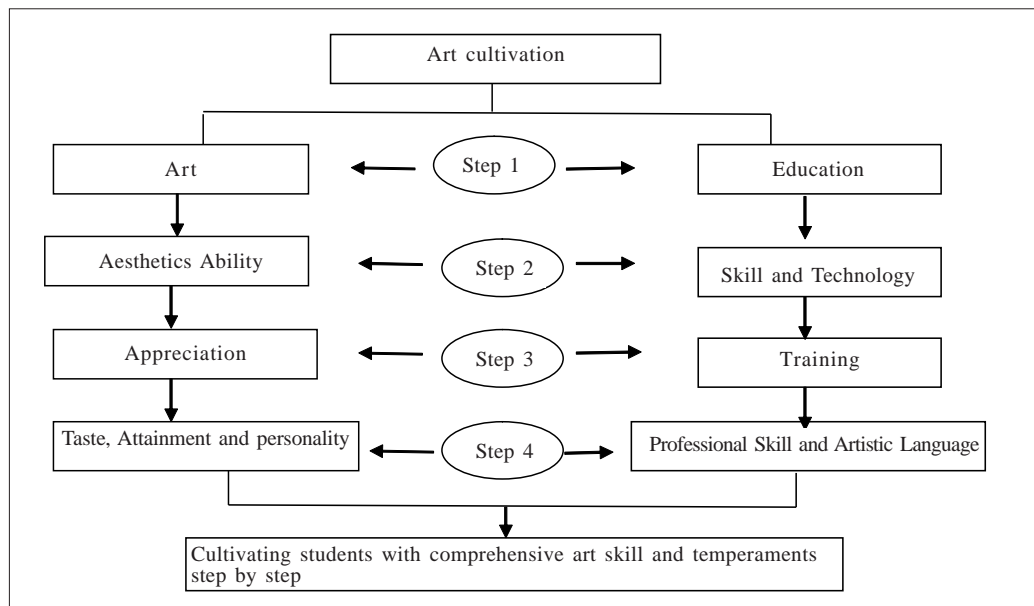 Art cultivation
Art
Step 1
Education
Aesthetics Ability
Step 2
Skill and Technology
Appreciation
Step 3
Training
Taste, Attainment and personality
Step 4
Professional Skill and Artistic Language
Cultivating students with comprehensive art skill and temperaments
step by step